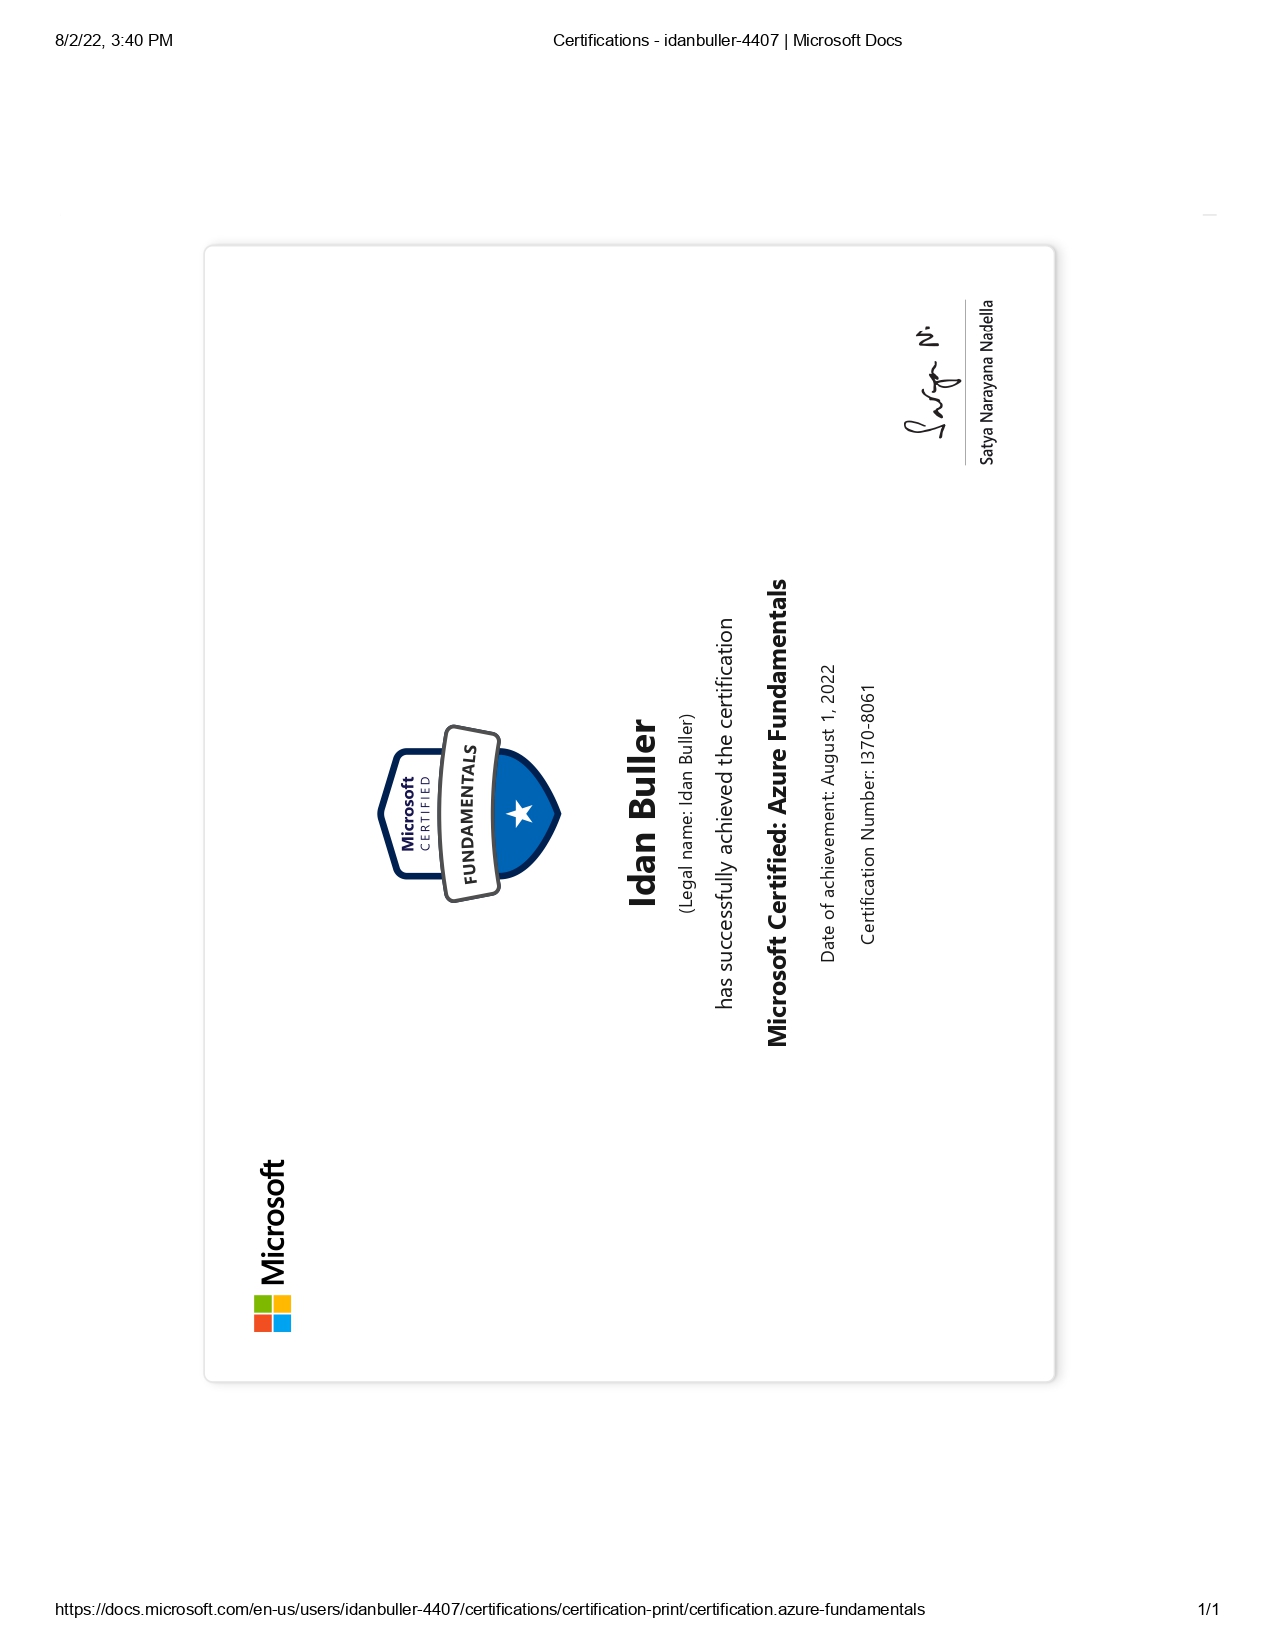 8/2/22, 3:40 PM
Certifications - idanbuller-4407 | Microsoft Docs
Microsoft
Microsoft
CERTIFIED
FUNDAMENTALS
Idan Buller
(Legal name: Idan Buller)
has successfully achieved the certification
Microsoft Certified: Azure Fundamentals
Date of achievement: August 1, 2022
Certification Number: I370-8061
Satya N.
Satya Narayana Nadella
https://docs.microsoft.com/en-us/users/idanbuller-4407/certifications/certification-print/certification.azure-fundamentals
1/1